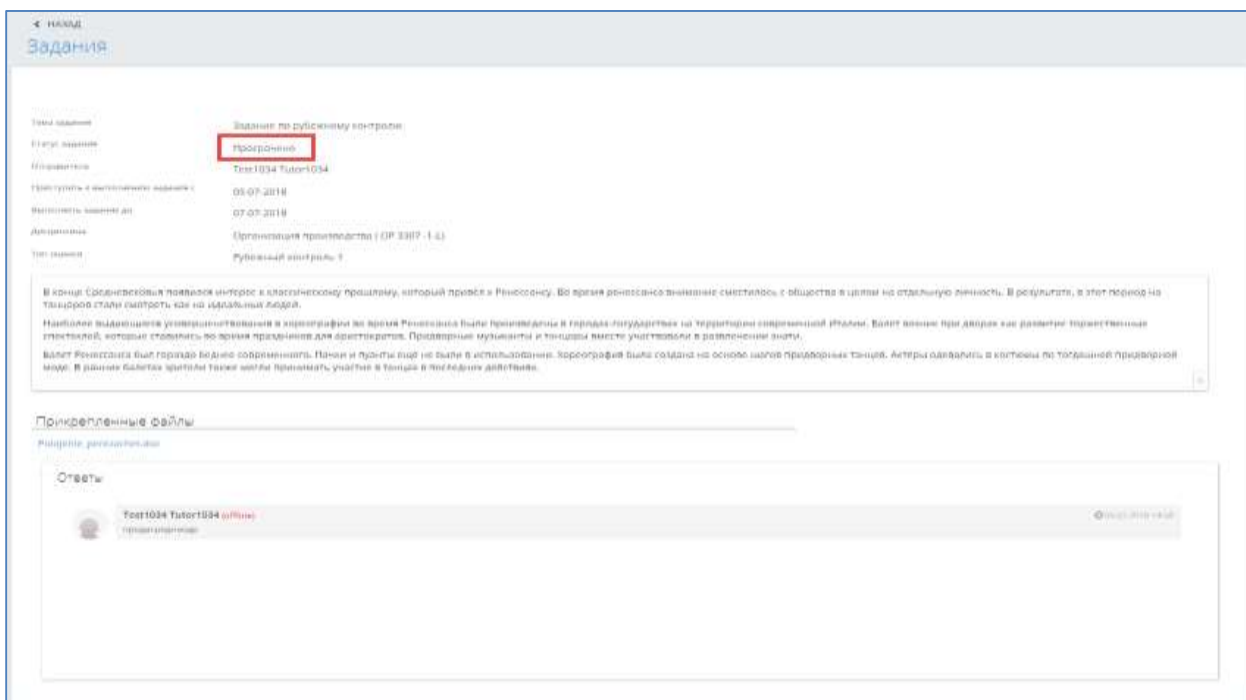 НАЗАД
Задания
Тема задания
Задание по рубежному контролю
Статус задания
Просрочено
Отправитель
Test1034 Tutor1034
Приступить к выполнению задания с
05-07-2018
Выполнить задание до
07-07-2018
Дисциплина
Организация производства
Тип оценки
Рубежный контроль 1
В конце Средневековья появился интерес к классическому прошлому, который привёл к Ренессансу. Во время ренессанса внимание сместилось с общества в целом на отдельную личность. В результате, в этот период на
танцоров стали смотреть как на идеальных людей.
Наиболее выдающиеся усовершенствования в хореографии во время Ренессанса были произведены в городах-государствах на территории современной Италии. Балет возник при дворах как развитие торжественных
спектаклей, которые ставились во время праздников для аристократов. Придворные музыканты и танцоры вместе участвовали в развлечении знати.
Балет Ренессанса был гораздо беднее современного. Пачки и пуанты ещё не были в использовании. Хореография была создана на основе шагов придворных танцев. Актёры одевались в костюмы по тогдашней придворной
моде. В ранних балетах зрители также могли принимать участие в танцах в последних действиях.
Прикрепленные файлы
Ответы
Test1034 Tutor1034 (offline)